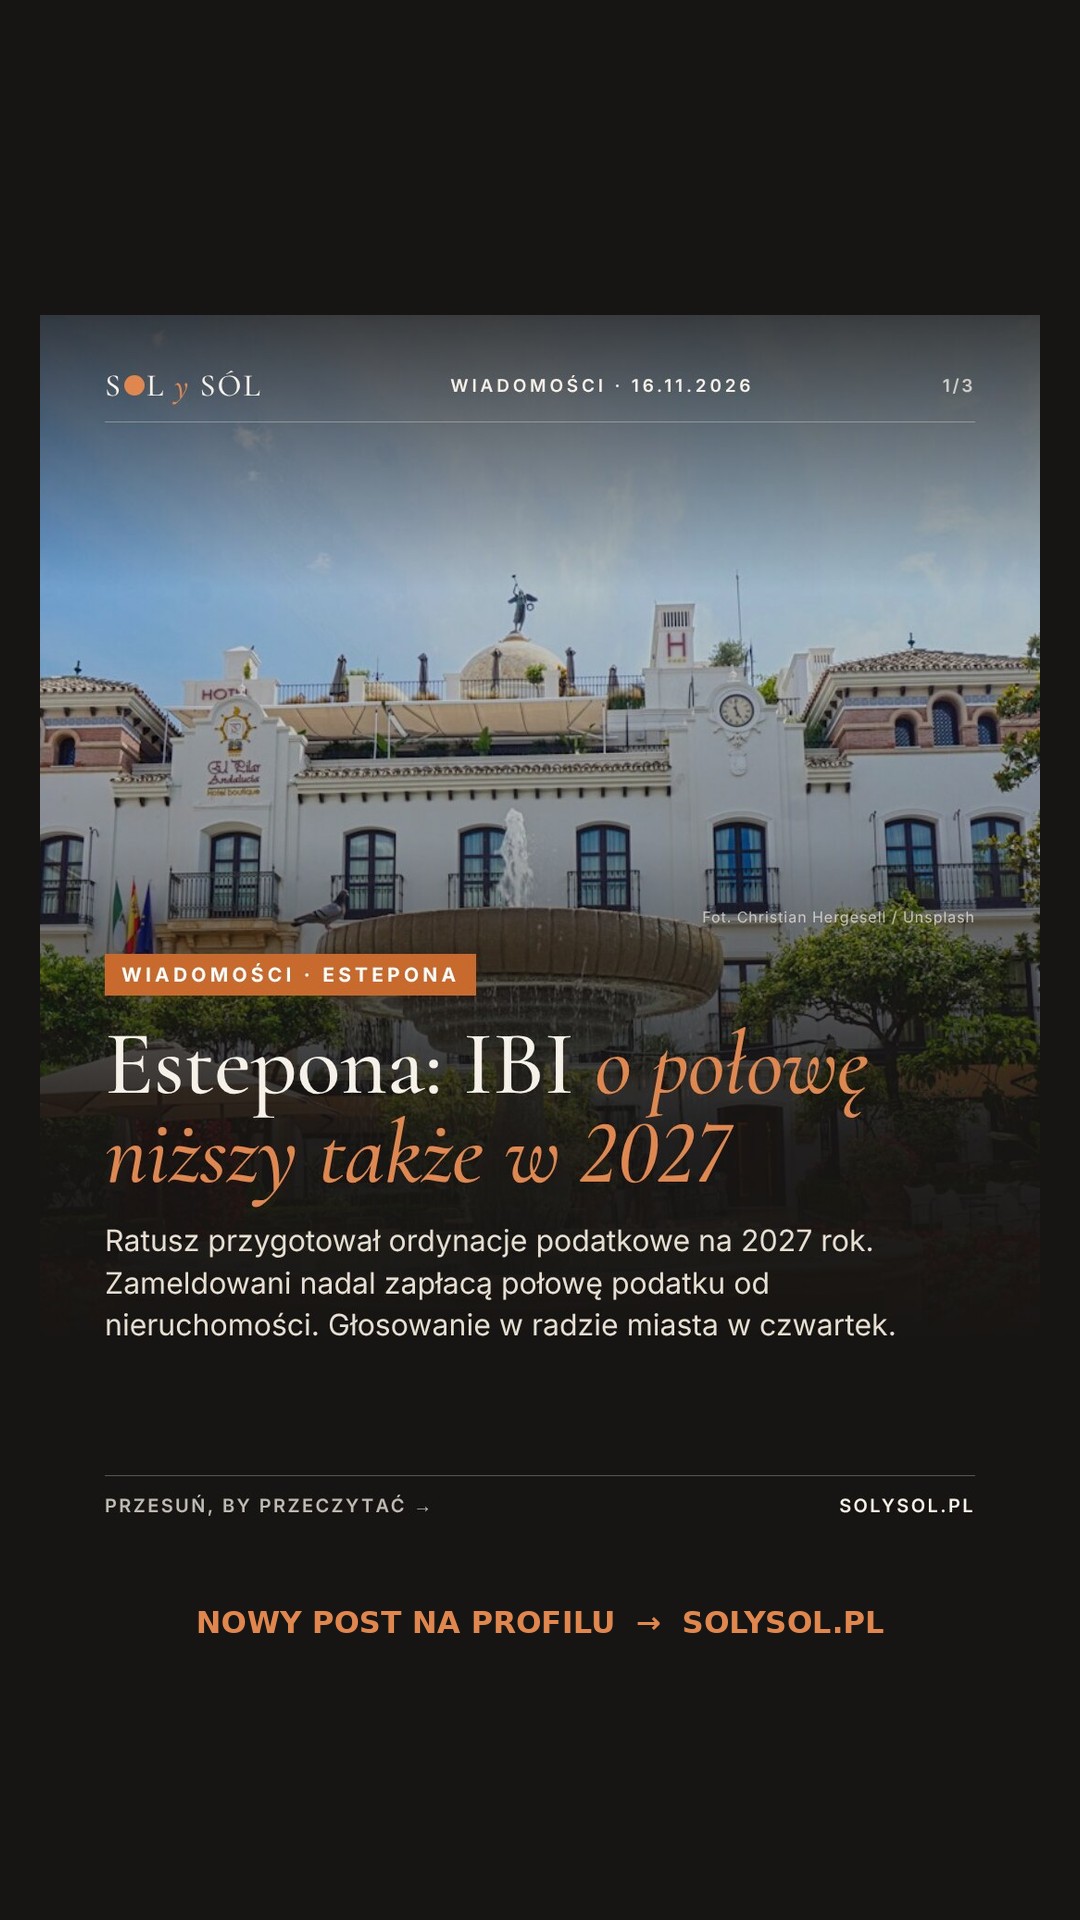 SOL y SÓL
WIADOMOŚCI · 16.11.2026
1/3
H
HOTEL
El Pilar
Andalucía
Hotel boutique
Fot. Christian Hergesell / Unsplash
WIADOMOŚCI · ESTEPONA
Estepona: IBI o połowę
niższy także w 2027
Ratusz przygotował ordynacje podatkowe na 2027 rok.
Zameldowani nadal zapłacą połowę podatku od
nieruchomości. Głosowanie w radzie miasta w czwartek.
PRZESUŃ, BY PRZECZYTAĆ →
SOLYSOL.PL
NOWY POST NA PROFILU → SOLYSOL.PL